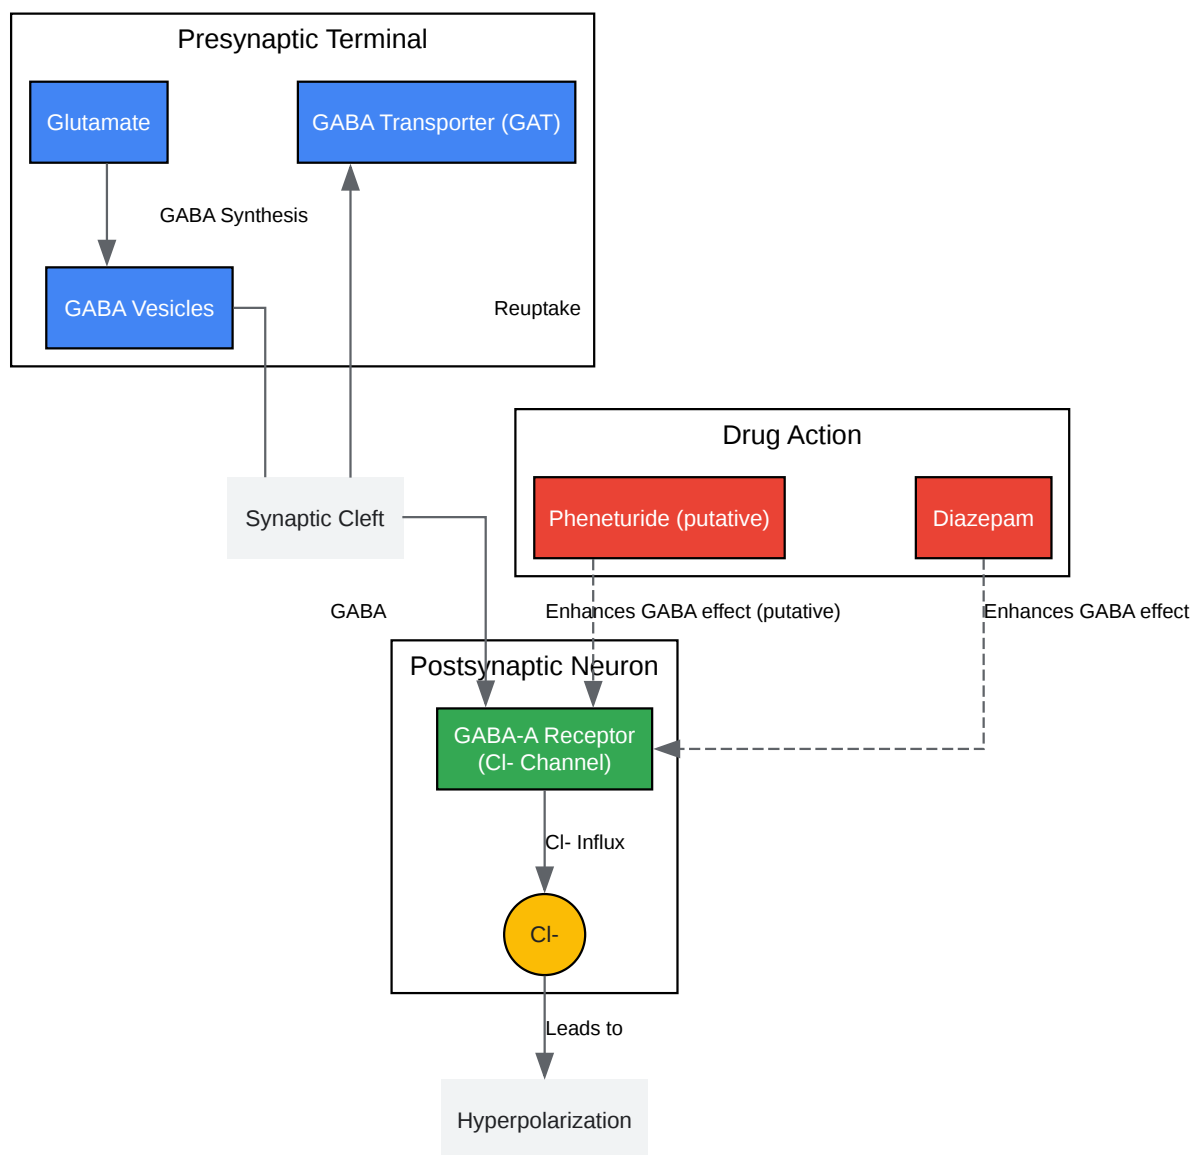 Presynaptic Terminal
Glutamate
GABA Transporter (GAT)
GABA Synthesis
GABA Vesicles
Reuptake
Drug Action
Synaptic Cleft
Pheneturide (putative)
Diazepam
GABA
Enhances GABA effect (putative)
Enhances GABA effect
Postsynaptic Neuron
GABA-A Receptor
(Cl- Channel)
Cl- Influx
Cl-
Leads to
Hyperpolarization